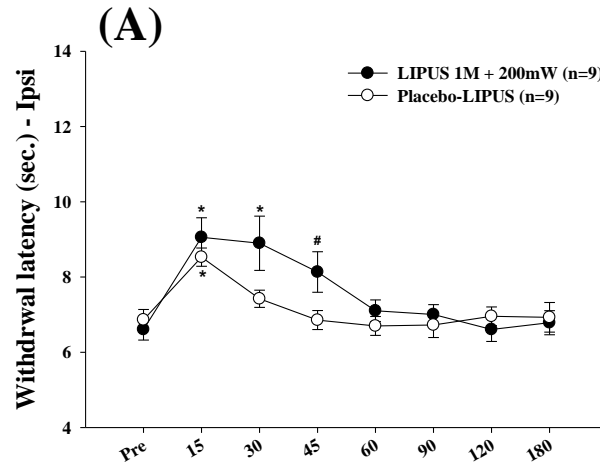 (A)
Withdrwal latency (sec.) - Ipsi
14
12
10
8
6
4
LIPUS 1M + 200mW (n=9)
Placebo-LIPUS (n=9)
*
*
#
*
Pre 15 30 45 60 90 120 180